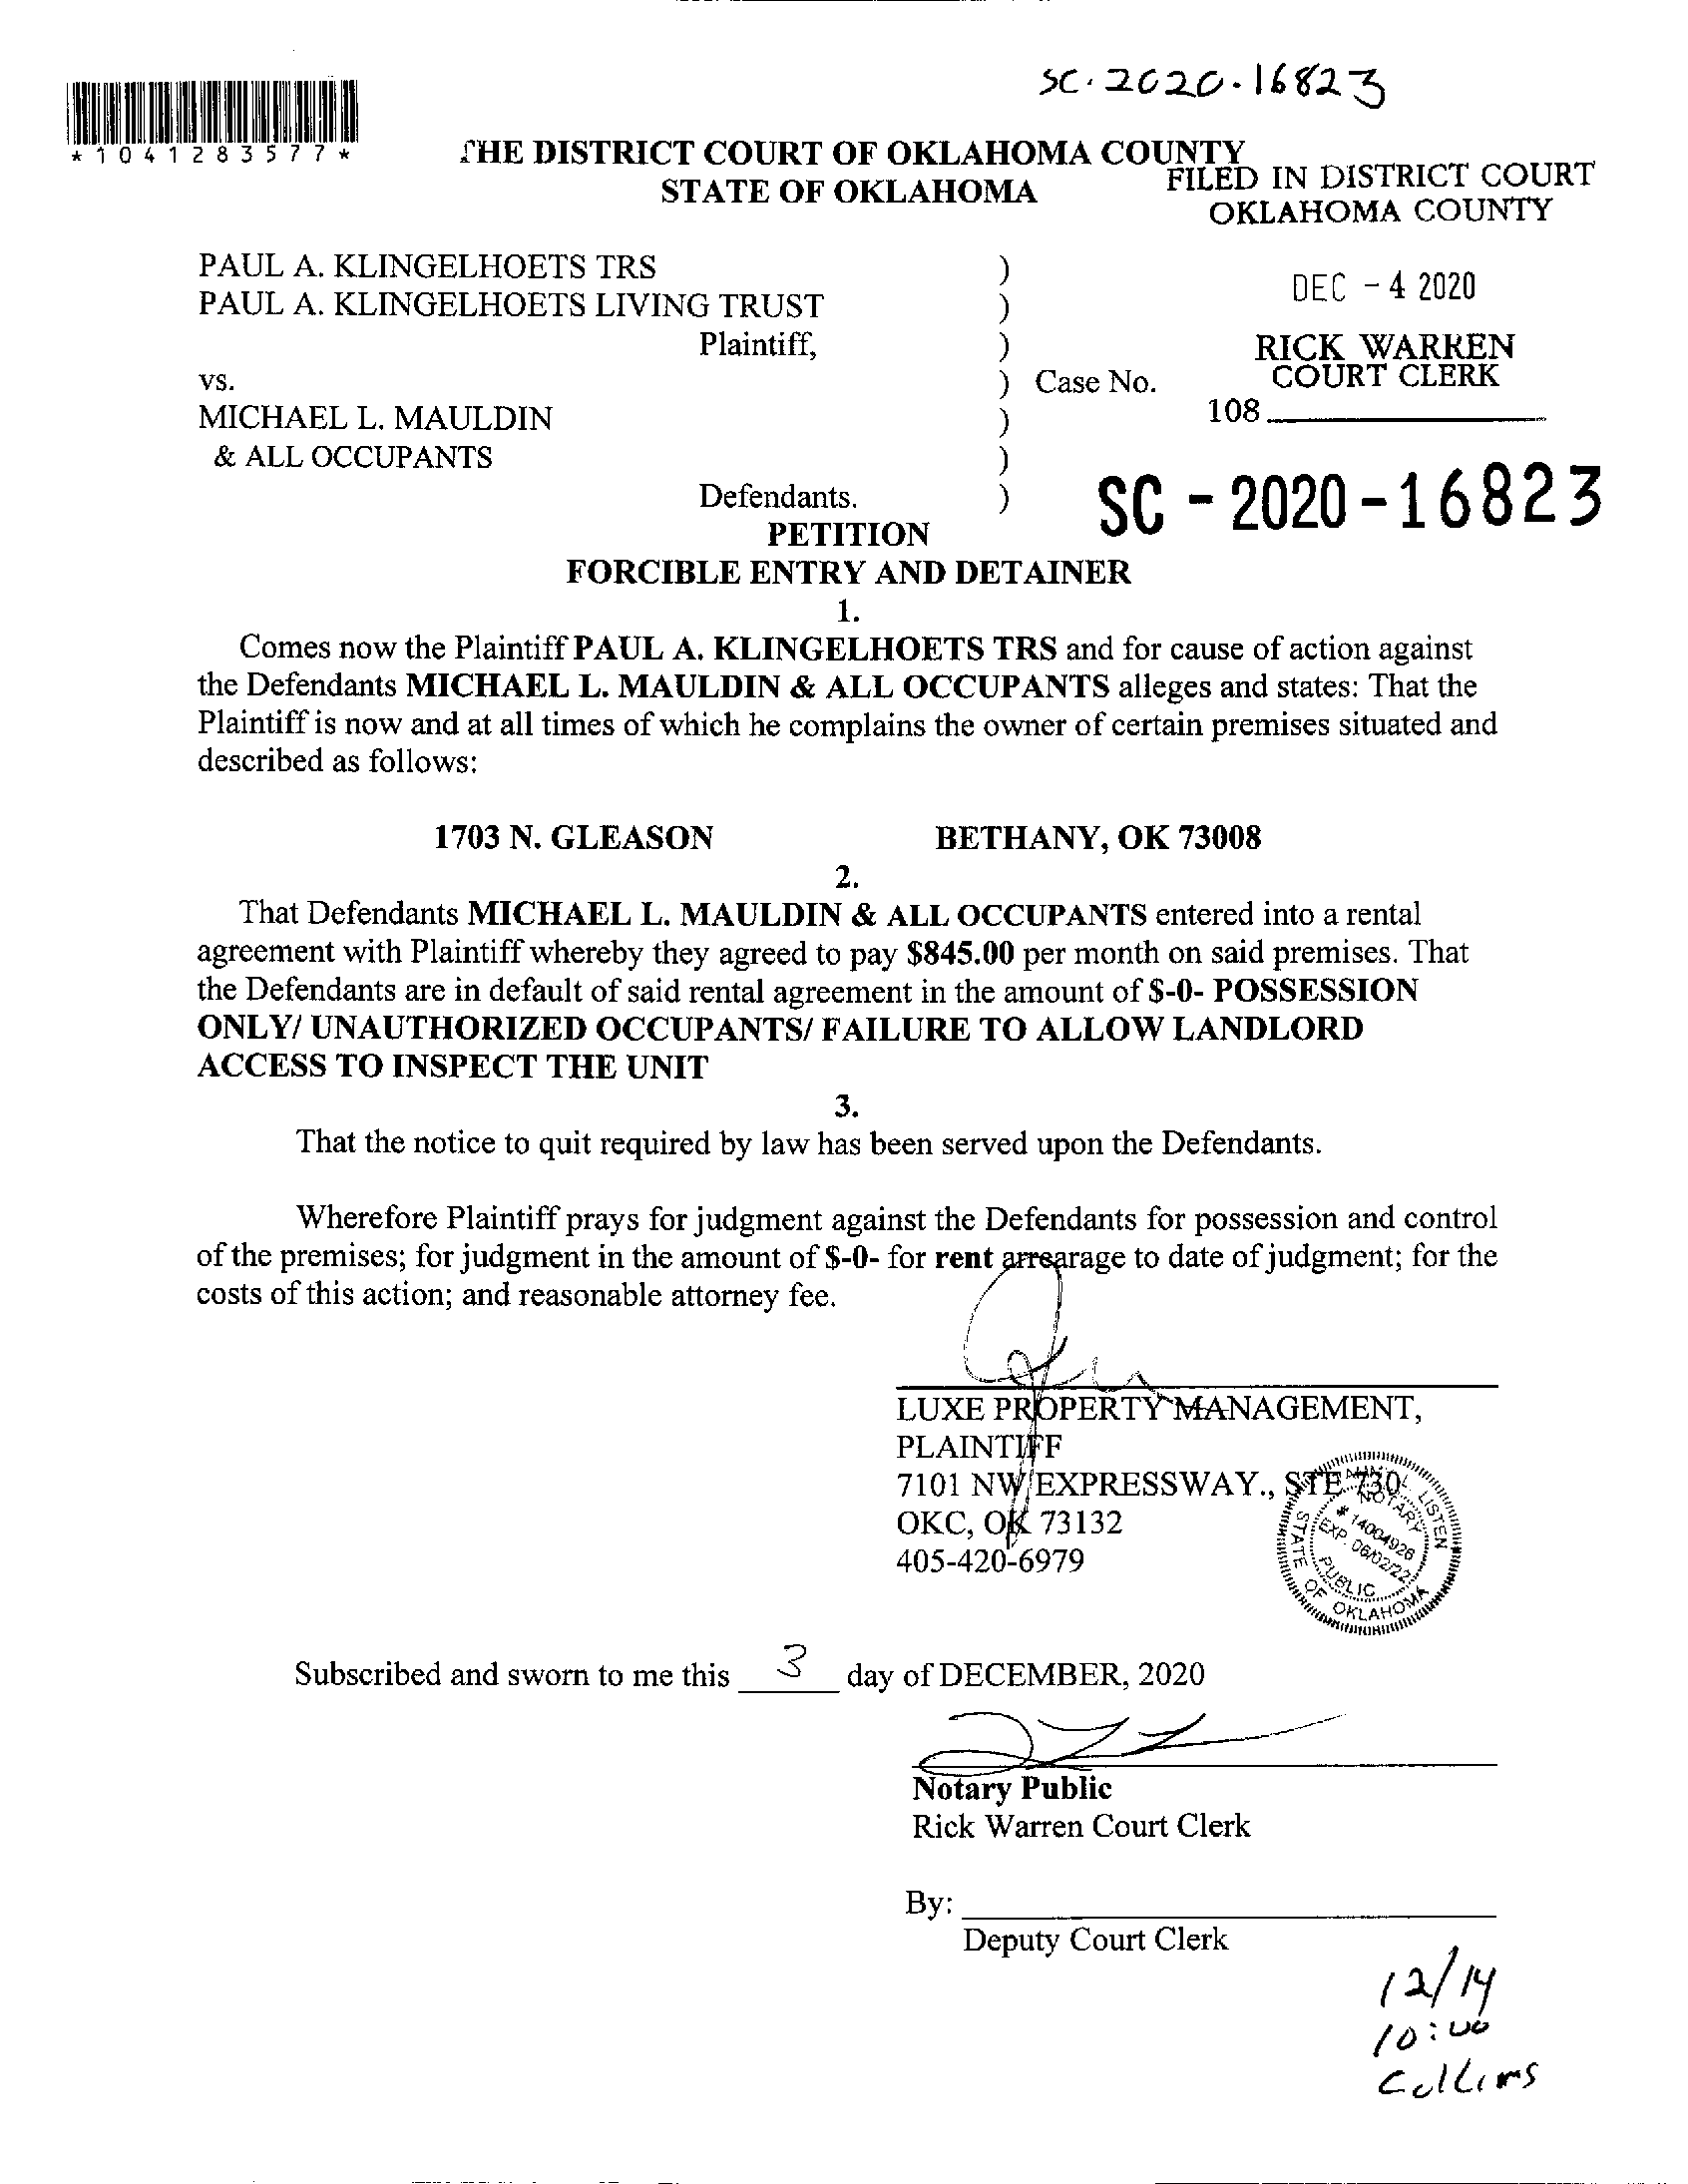 SC-2020-16823
*1041283577*
THE DISTRICT COURT OF OKLAHOMA COUNTY
STATE OF OKLAHOMA
FILED IN DISTRICT COURT
OKLAHOMA COUNTY
DEC - 4 2020
RICK WARREN
COURT CLERK
108
PAUL A. KLINGELHOETS TRS )
PAUL A. KLINGELHOETS LIVING TRUST )
Plaintiff, )
vs. ) Case No.
MICHAEL L. MAULDIN )
& ALL OCCUPANTS )
Defendants. )
SC - 2020 - 16823
PETITION
FORCIBLE ENTRY AND DETAINER
1.
Comes now the Plaintiff PAUL A. KLINGELHOETS TRS and for cause of action against
the Defendants MICHAEL L. MAULDIN & ALL OCCUPANTS alleges and states: That the
Plaintiff is now and at all times of which he complains the owner of certain premises situated and
described as follows:
1703 N. GLEASON BETHANY, OK 73008
2.
That Defendants MICHAEL L. MAULDIN & ALL OCCUPANTS entered into a rental
agreement with Plaintiff whereby they agreed to pay $845.00 per month on said premises. That
the Defendants are in default of said rental agreement in the amount of $-0- POSSESSION
ONLY/ UNAUTHORIZED OCCUPANTS/ FAILURE TO ALLOW LANDLORD
ACCESS TO INSPECT THE UNIT
3.
That the notice to quit required by law has been served upon the Defendants.
Wherefore Plaintiff prays for judgment against the Defendants for possession and control
of the premises; for judgment in the amount of $-0- for rent arrearage to date of judgment; for the
costs of this action; and reasonable attorney fee.
LUXE PROPERTY MANAGEMENT,
PLAINTIFF
7101 NW EXPRESSWAY., STE 730
OKC, OK 73132
405-420-6979
L. LISTEN
NOTARY
# 14004926
EXP. 06/02/22
PUBLIC
STATE OF OKLAHOMA
Subscribed and sworn to me this 3 day of DECEMBER, 2020
Notary Public
Rick Warren Court Clerk
By:
Deputy Court Clerk
12/14
10:00
Collins